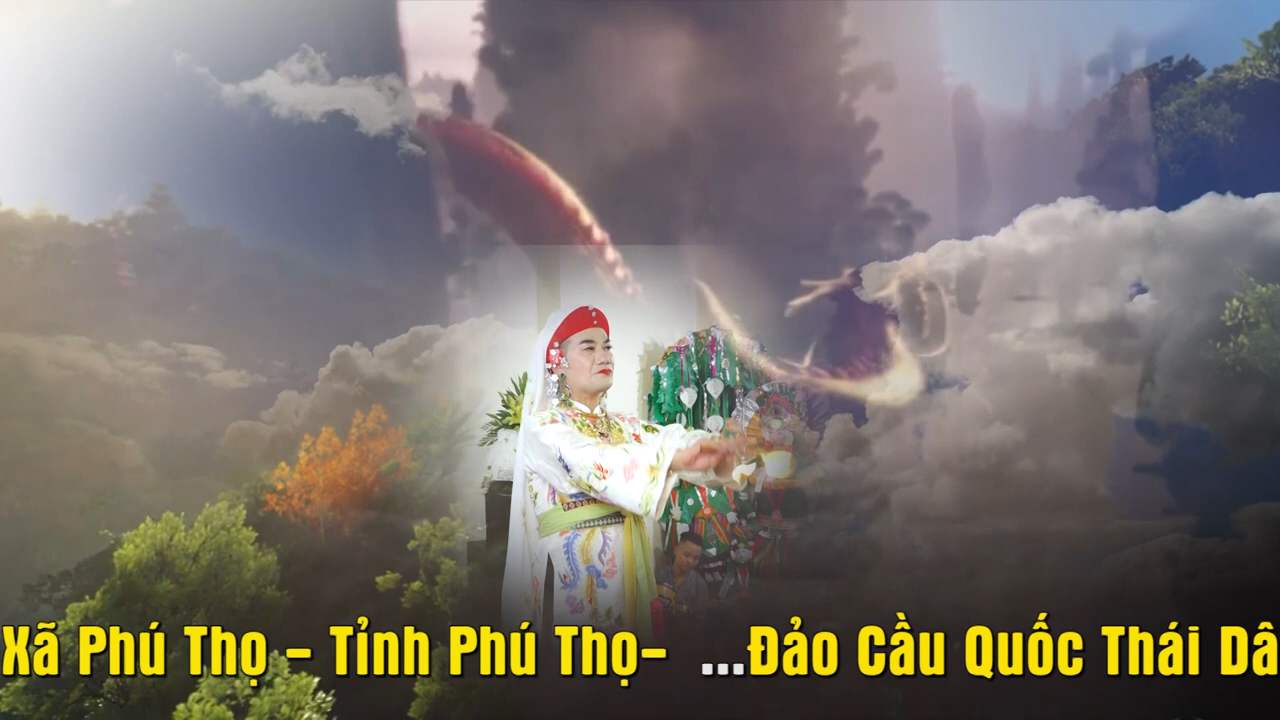 Xã Phú Thọ - Tỉnh Phú Thọ- ...Đảo Cầu Quốc Thái Dâ